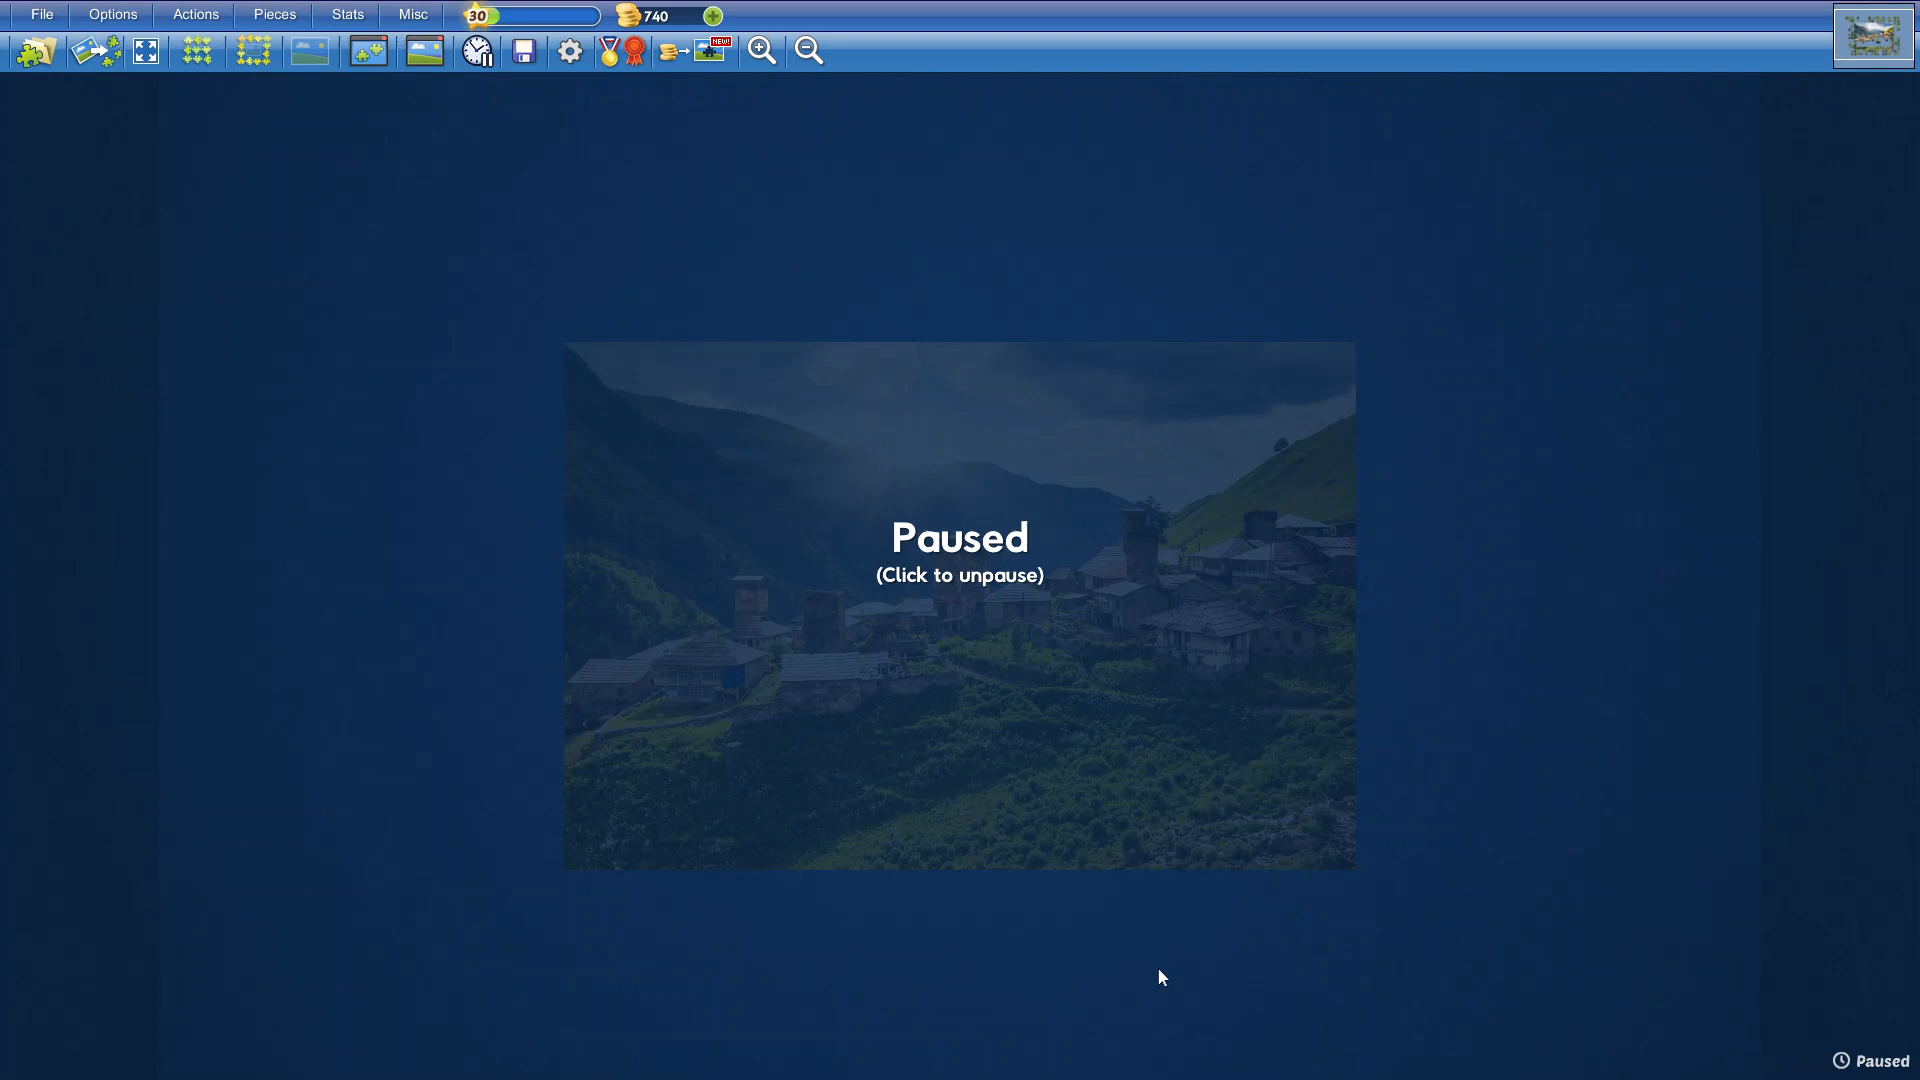 File Options Actions Pieces Stats Misc 30 740
NEW!
Paused
(Click to unpause)
Paused